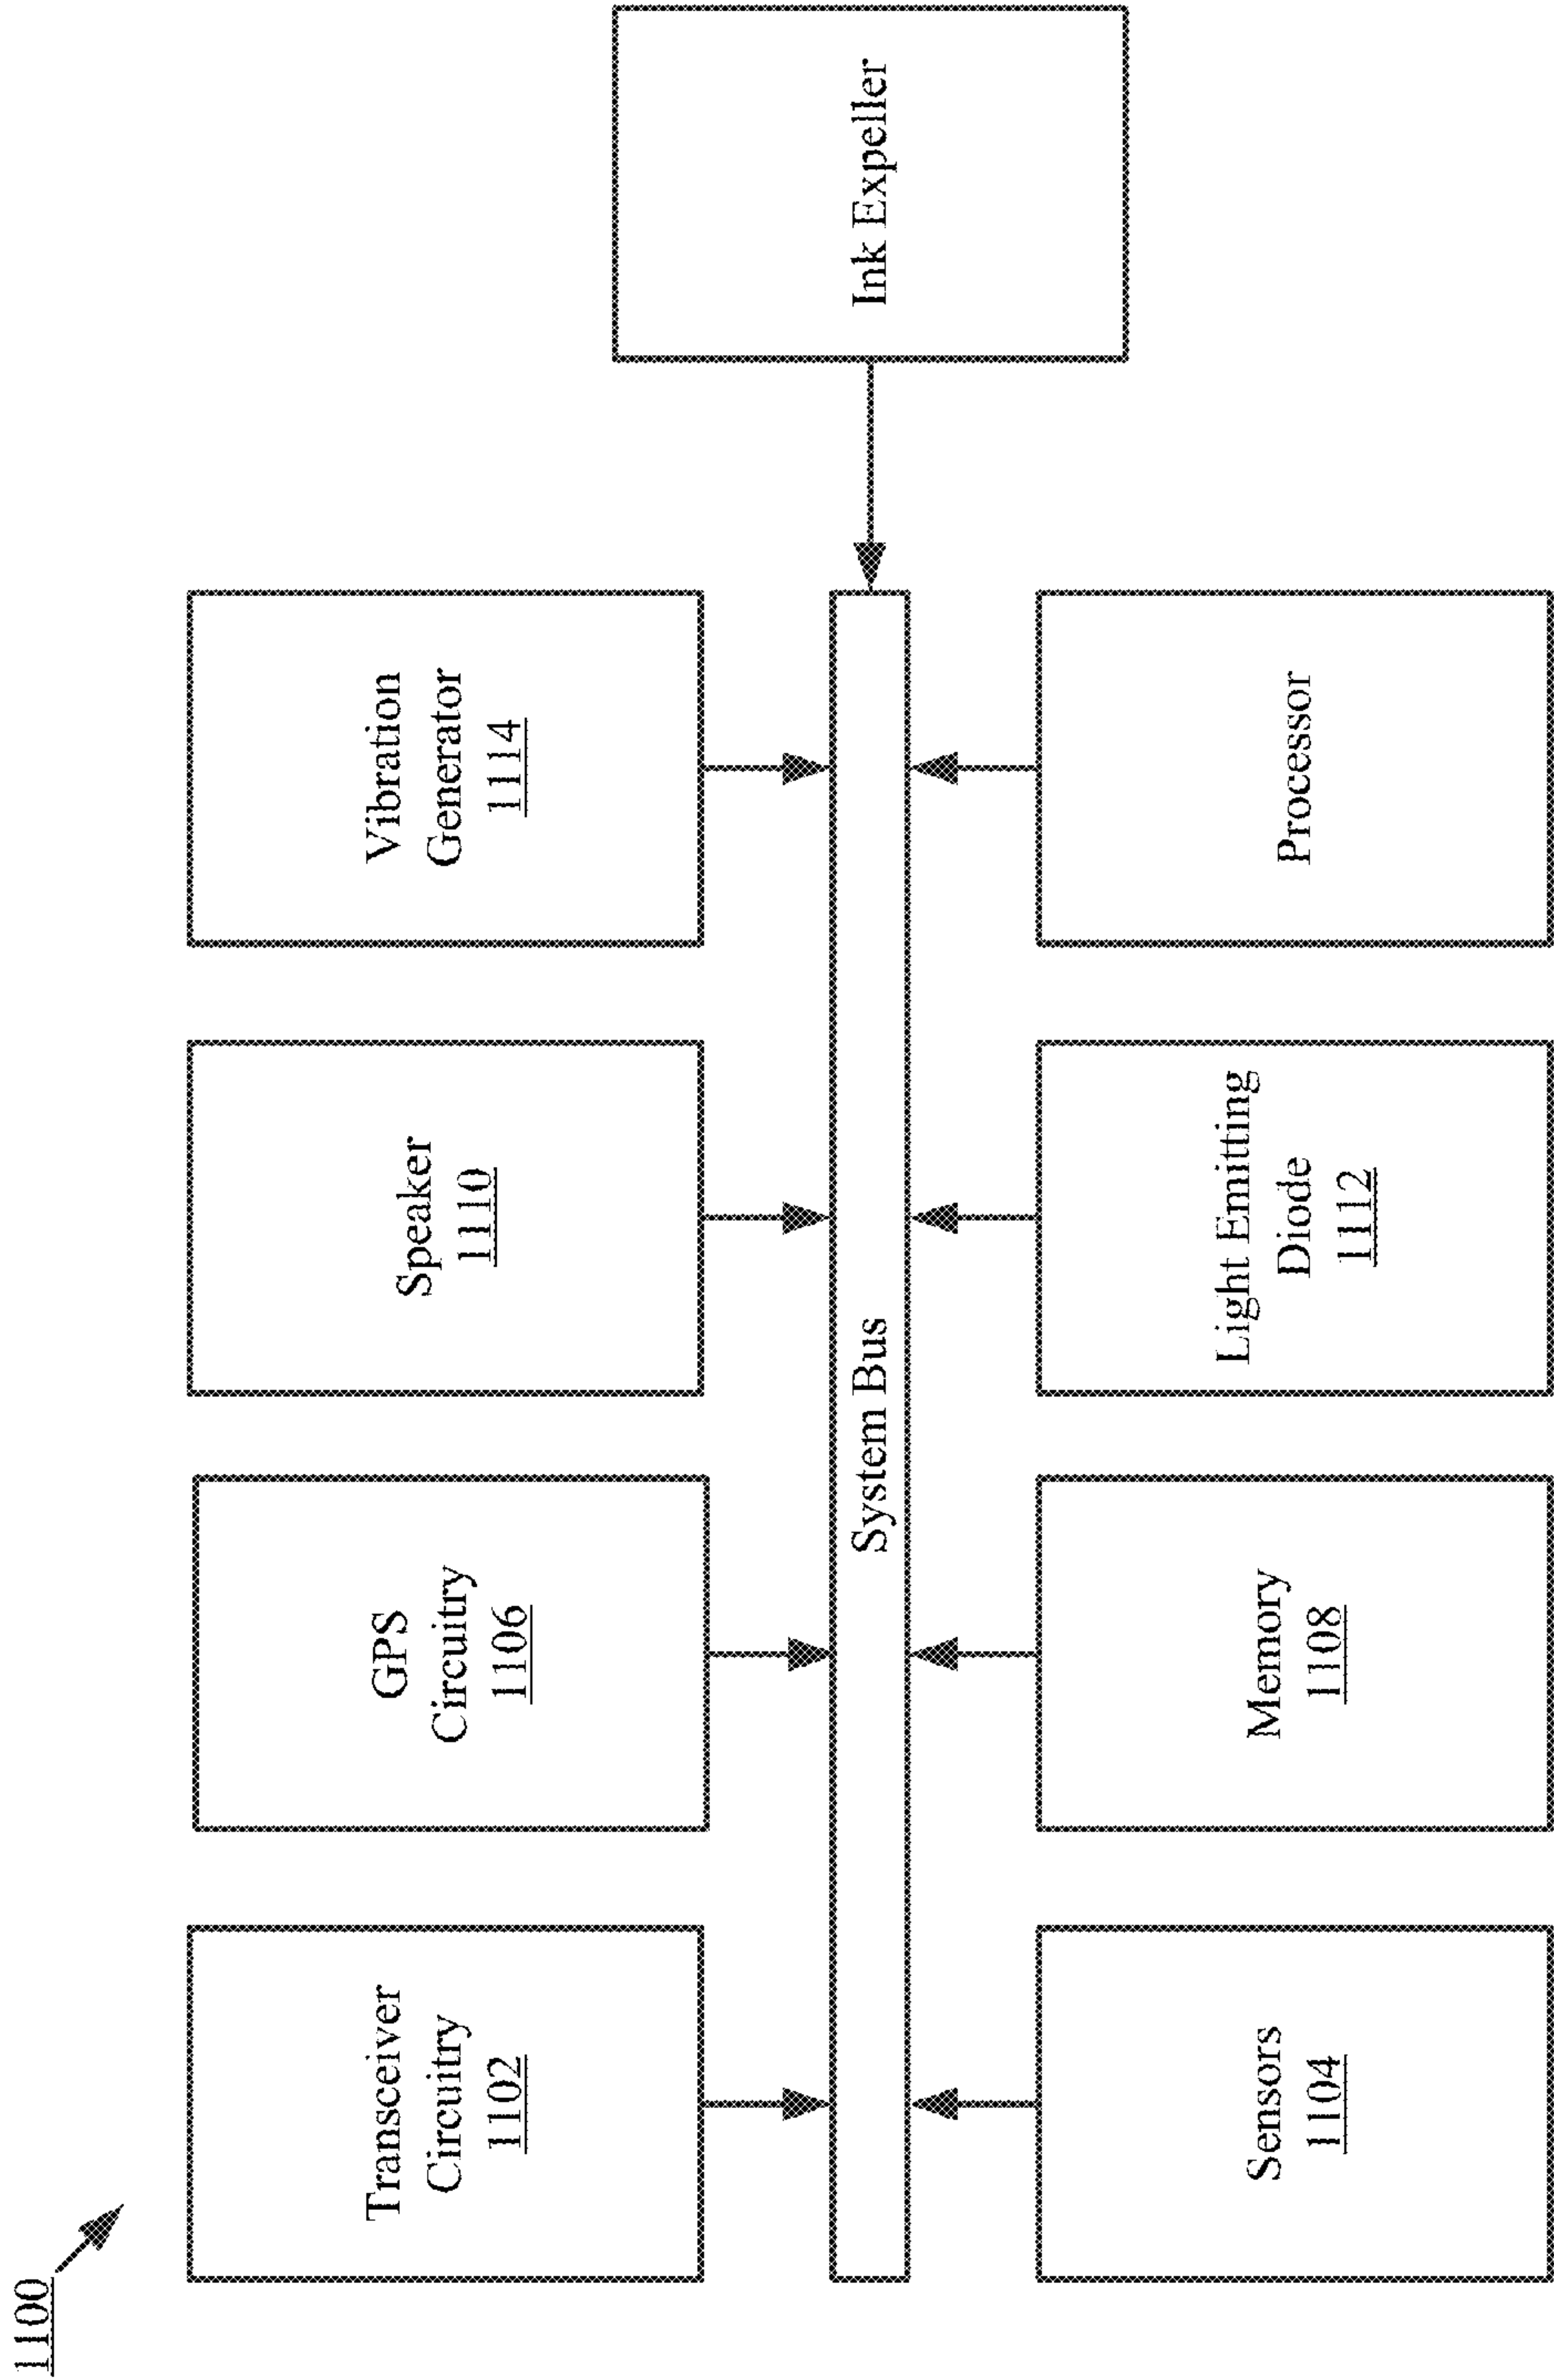 1100
Transceiver
Circuitry
1102
GPS
Circuitry
1106
Speaker
1110
Vibration
Generator
1114
System Bus
Ink Expeller
Sensors
1104
Memory
1108
Light Emitting
Diode
1112
Processor